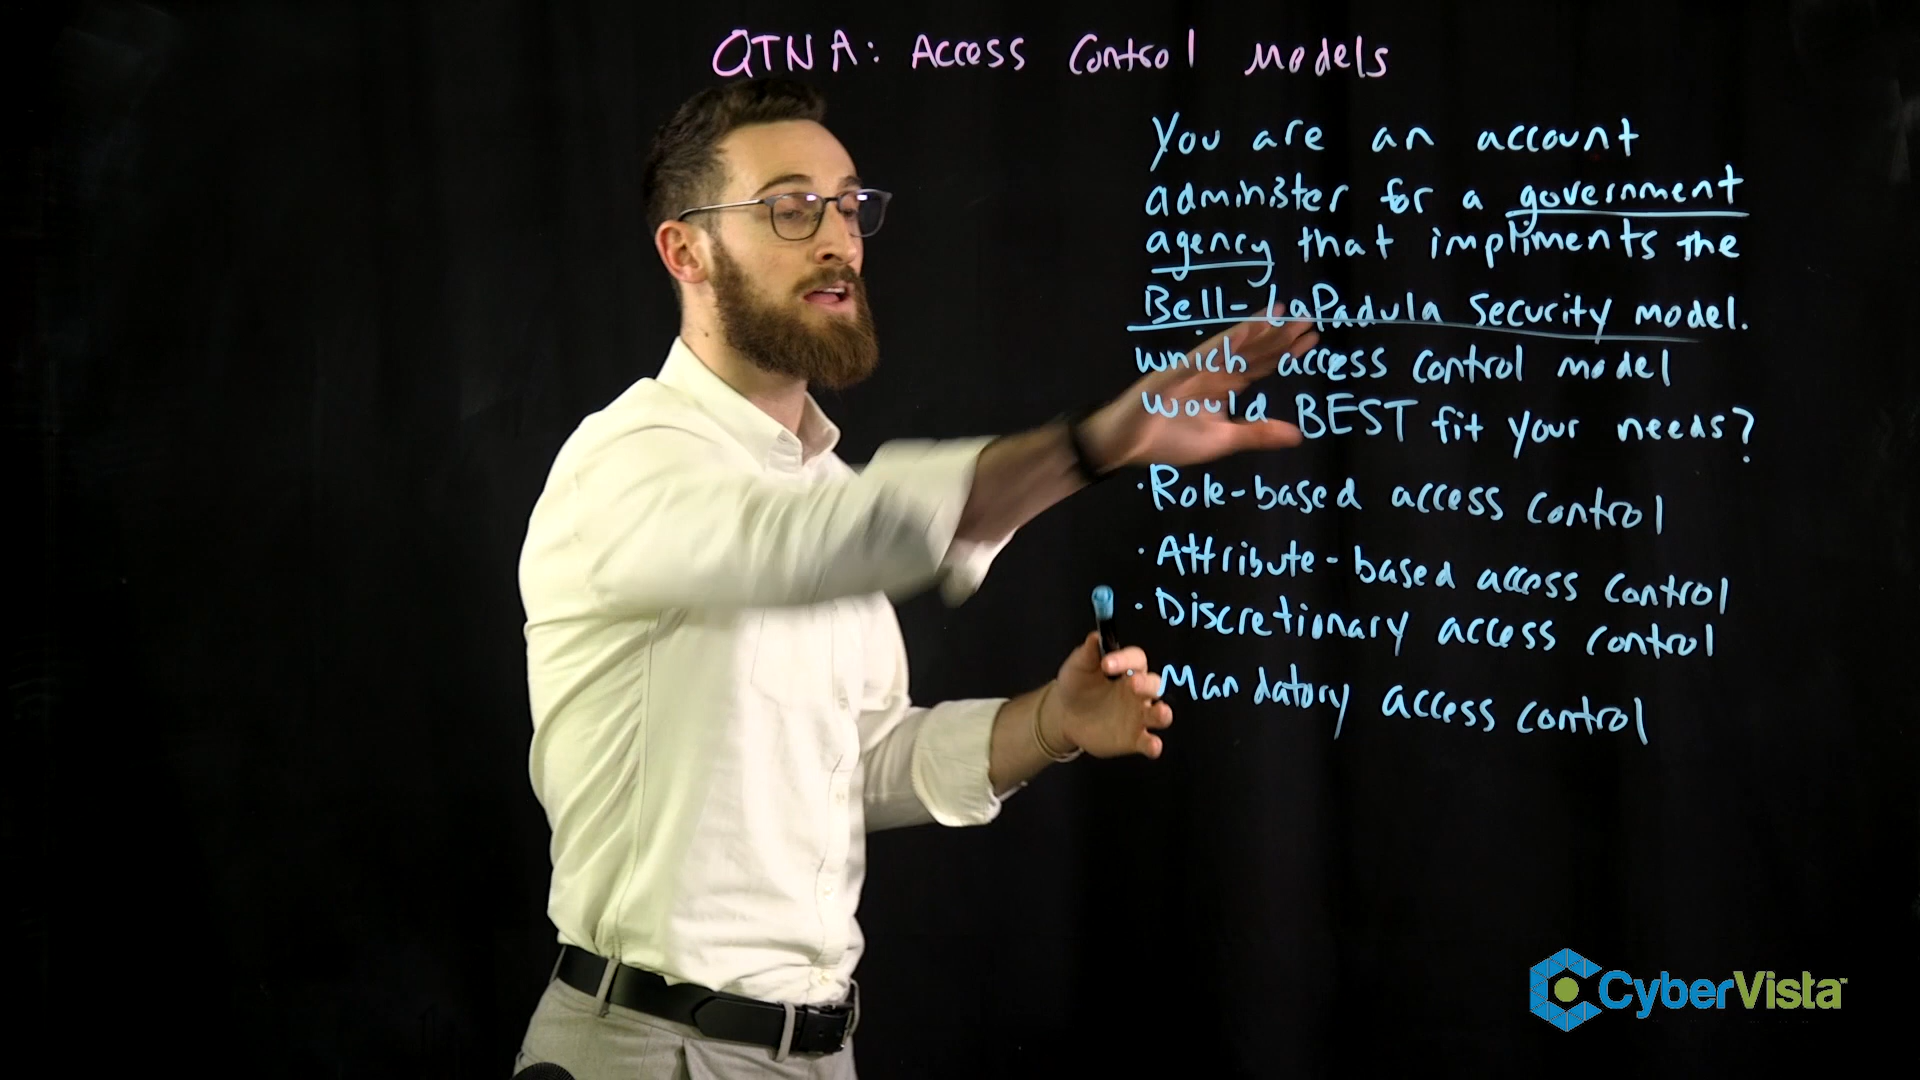 QTNA: Access Control Models
You are an account
administer for a government
agency that impliments the
Bell-LaPadula Security model.
which access control model
would BEST fit your needs?
· Role-based access control
· Attribute-based access control
· Discretionary access control
· Mandatory access control
CyberVista